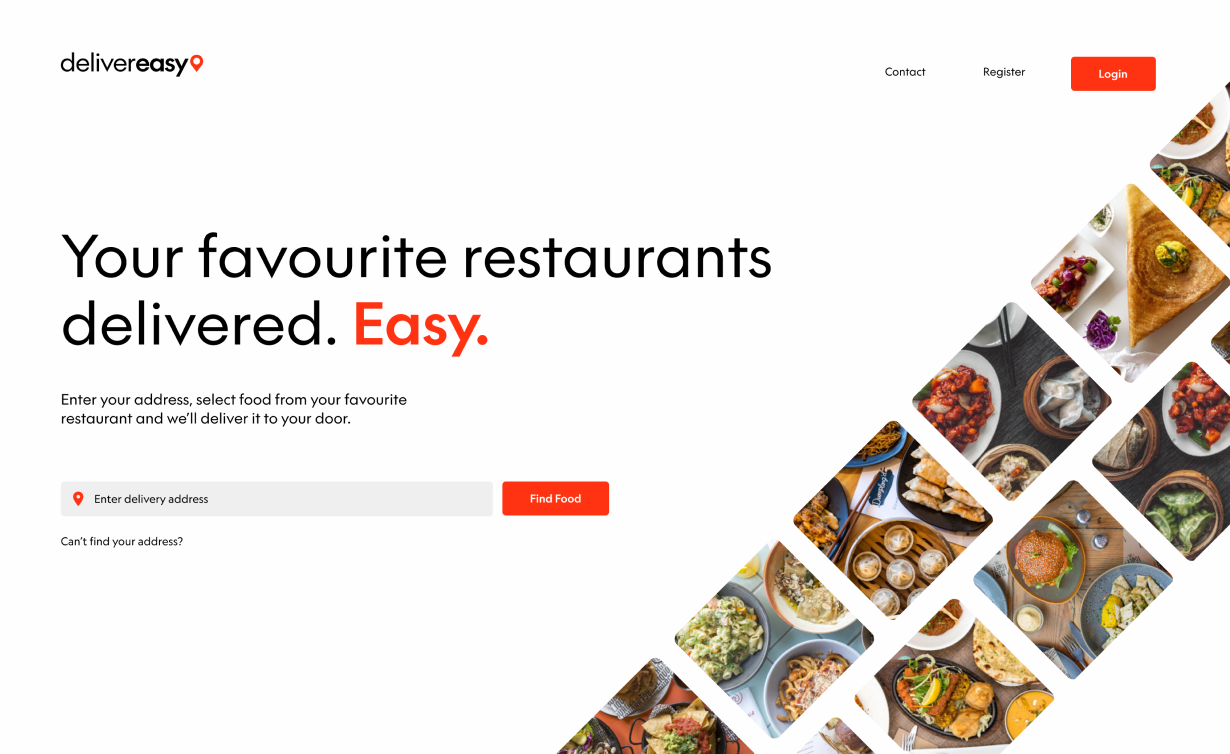 delivereasy
Contact
Register
Login
Your favourite restaurants
delivered. Easy.
Enter your address, select food from your favourite
restaurant and we'll deliver it to your door.
Enter delivery address
Find Food
Can't find your address?